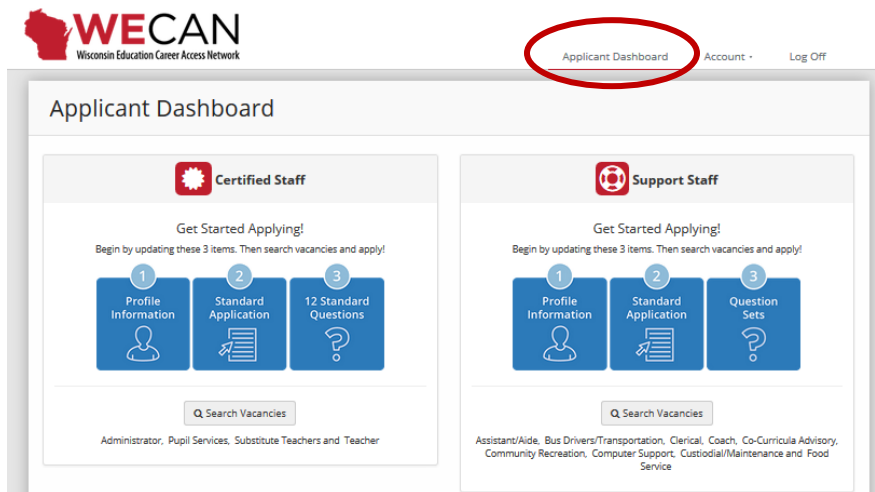 WECAN
Wisconsin Education Career Access Network
Applicant Dashboard Account Log Off
Applicant Dashboard
Certified Staff
Get Started Applying!
Begin by updating these 3 items. Then search vacancies and apply!
1 2 3
Profile Information
Standard Application
12 Standard Questions
Search Vacancies
Administrator, Pupil Services, Substitute Teachers and Teacher
Support Staff
Get Started Applying!
Begin by updating these 3 items. Then search vacancies and apply!
1 2 3
Profile Information
Standard Application
Question Sets
Search Vacancies
Assistant/Aide, Bus Drivers/Transportation, Clerical, Coach, Co-Curricula Advisory,
Community Recreation, Computer Support, Custiodial/Maintenance and Food
Service